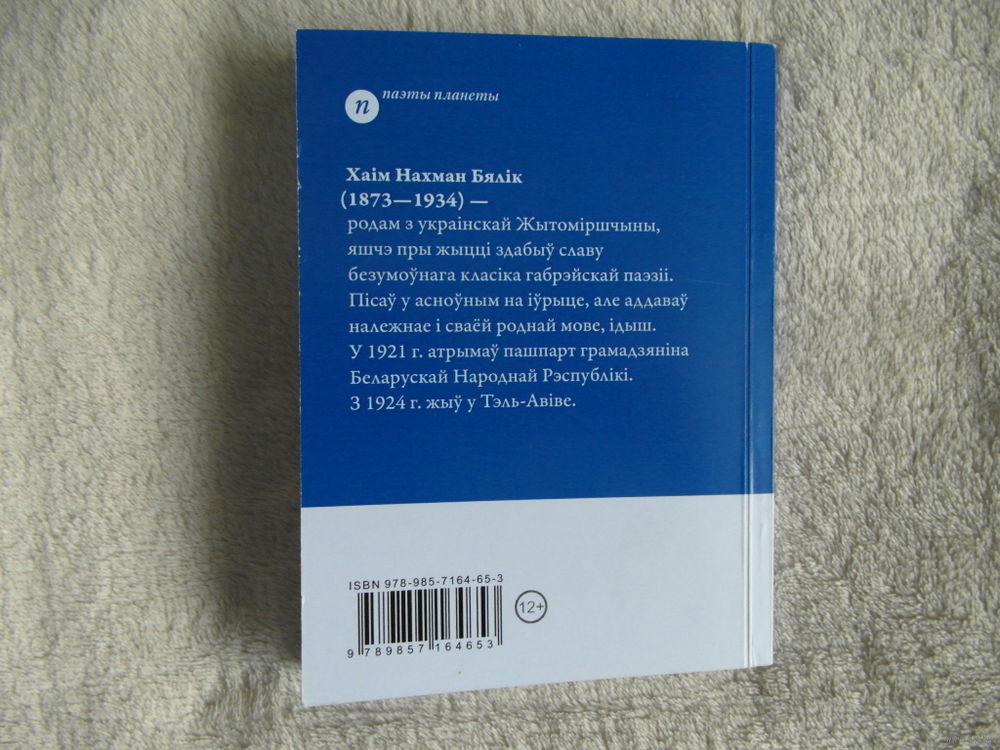 п
паэты планеты
Хаім Нахман Бялік
(1873—1934) —
родам з украінскай Жытоміршчыны,
яшчэ пры жыцці здабыў славу
безумоўнага класіка габрэйскай паэзіі.
Пісаў у асноўным на іўрыце, але аддаваў
належнае і сваёй роднай мове, ідыш.
У 1921 г. атрымаў пашпарт грамадзяніна
Беларускай Народнай Рэспублікі.
З 1924 г. жыў у Тэль-Авіве.
ISBN 978-985-7164-65-3
12+
9 789857 164653